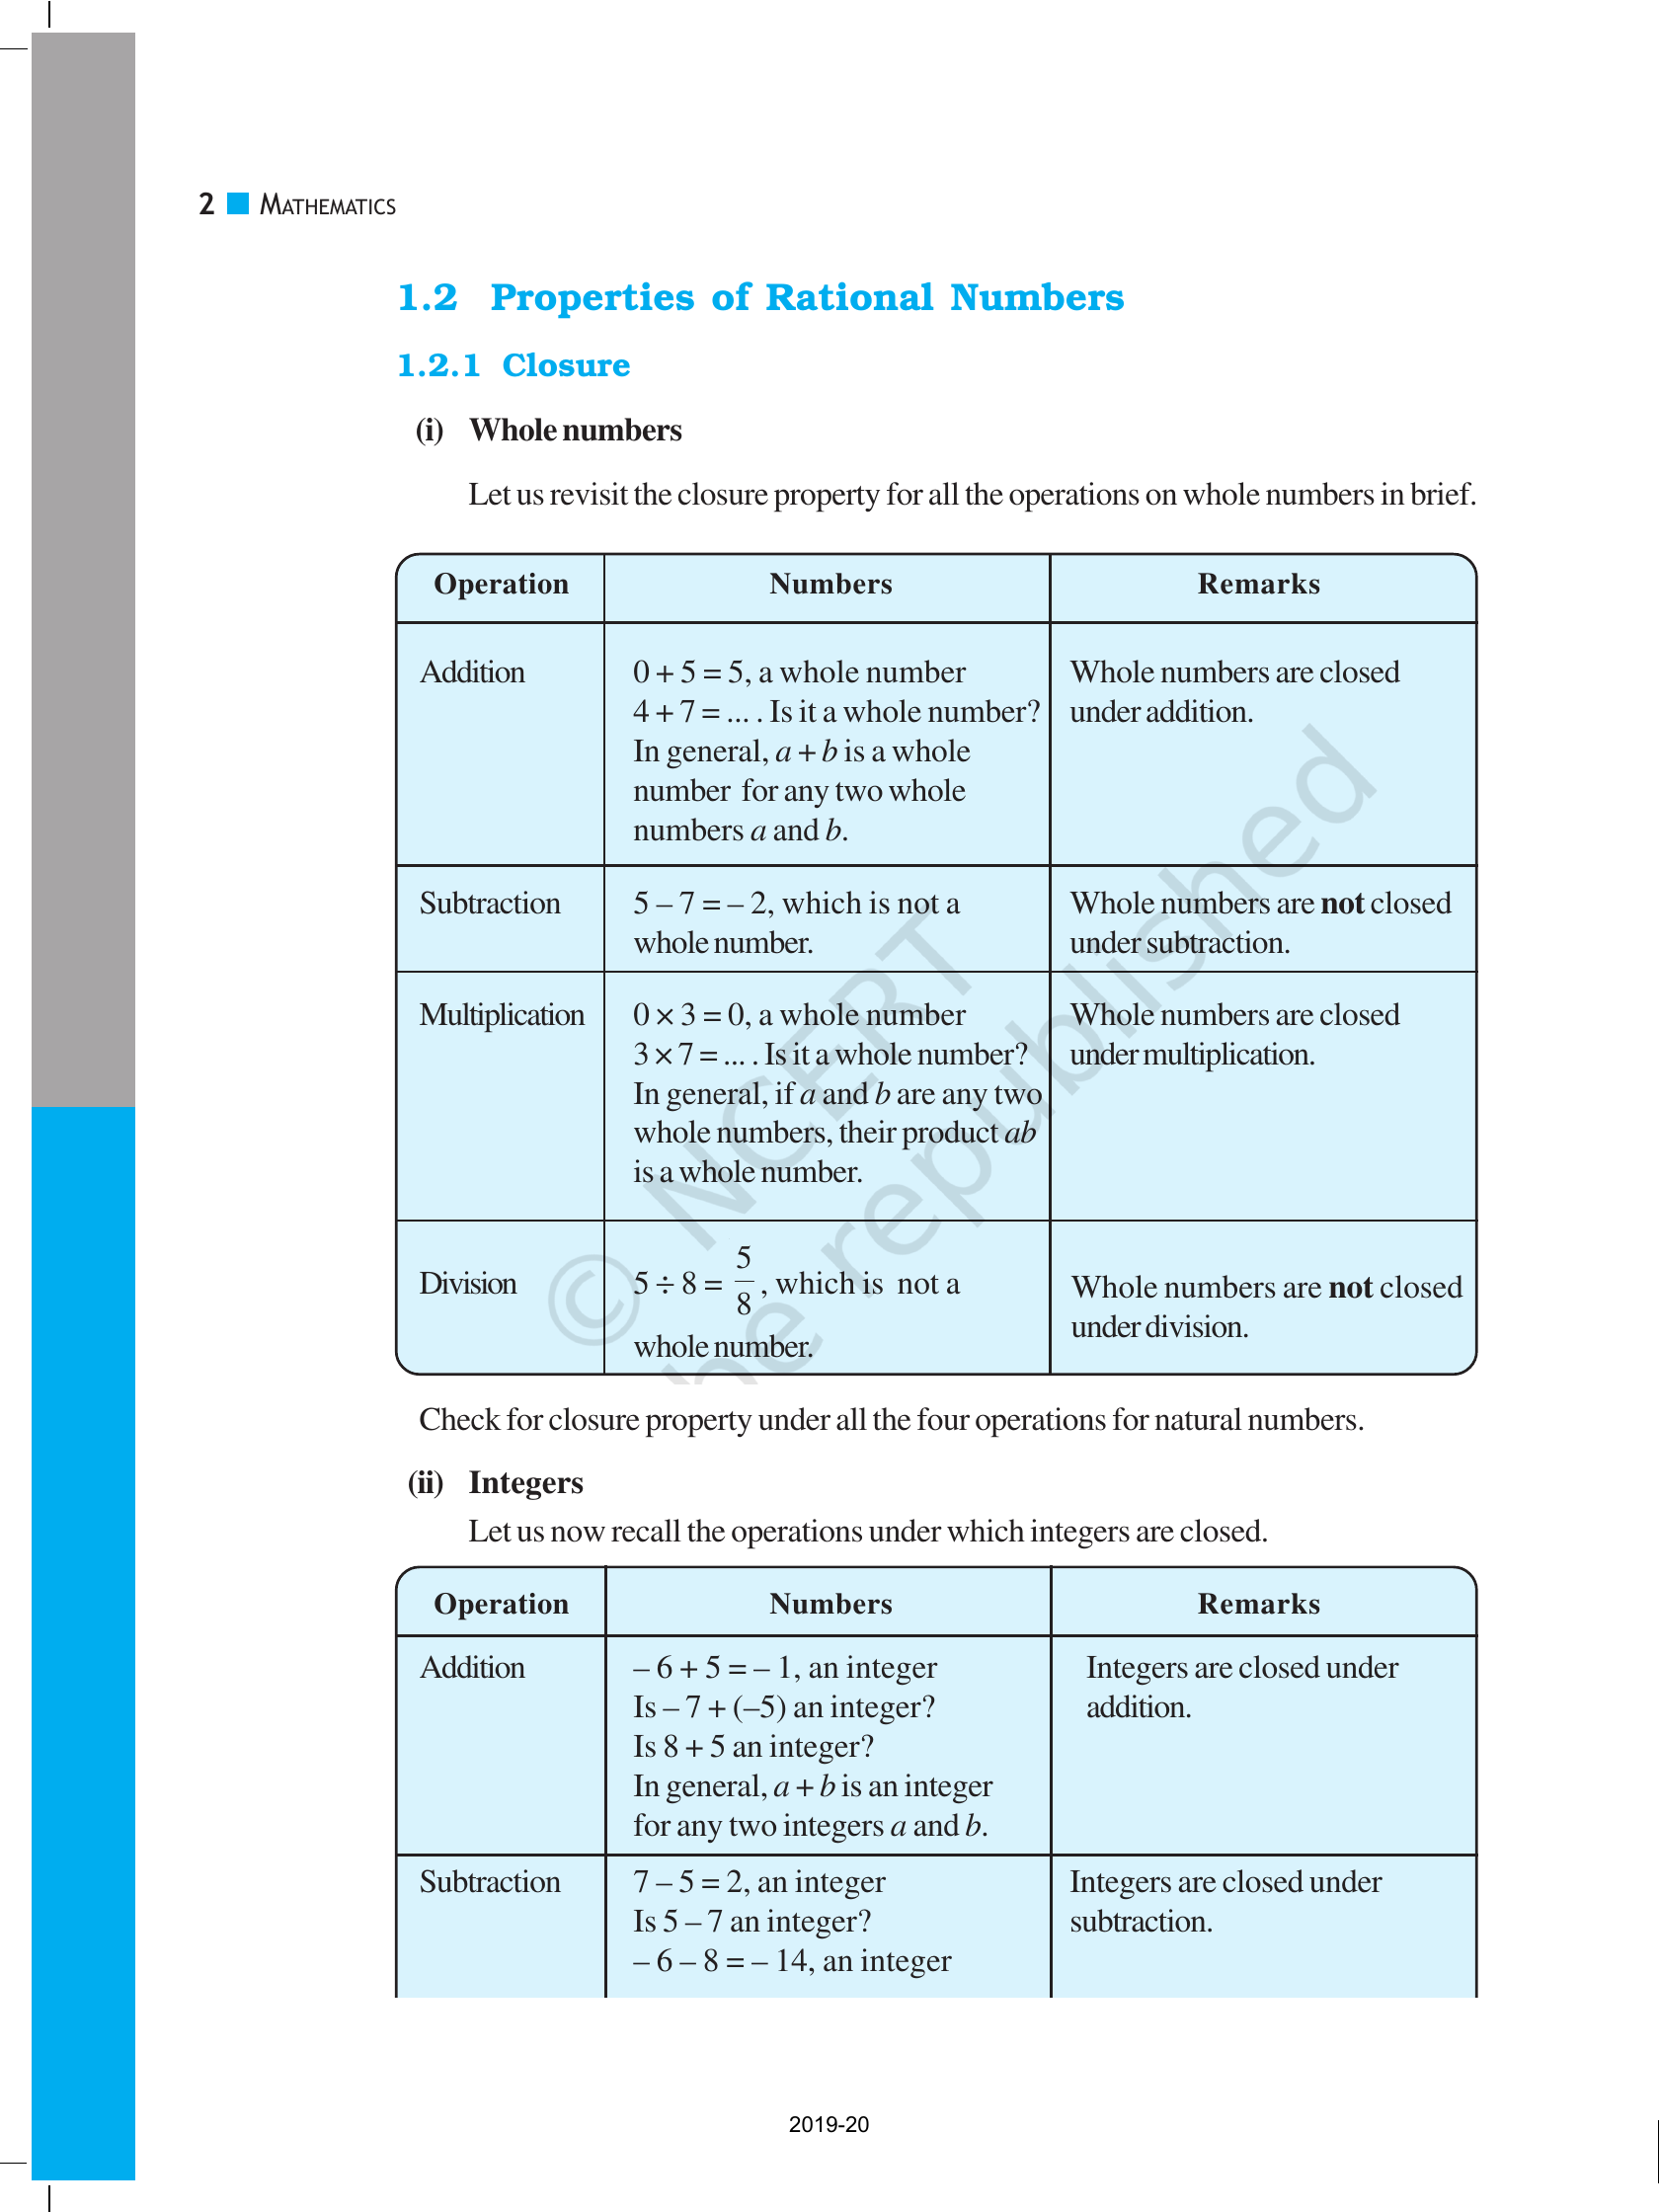 2 MATHEMATICS
1.2 Properties of Rational Numbers
1.2.1 Closure
(i) Whole numbers
Let us revisit the closure property for all the operations on whole numbers in brief.
Operation Numbers Remarks
Addition 0 + 5 = 5, a whole number Whole numbers are closed
4 + 7 = ... . Is it a whole number? under addition.
In general, a + b is a whole
number for any two whole
numbers a and b.
Subtraction 5 – 7 = – 2, which is not a Whole numbers are not closed
whole number. under subtraction.
Multiplication 0 × 3 = 0, a whole number Whole numbers are closed
3 × 7 = ... . Is it a whole number? under multiplication.
In general, if a and b are any two
whole numbers, their product ab
is a whole number.
Division 5 ÷ 8 = 5/8, which is not a Whole numbers are not closed
whole number. under division.
Check for closure property under all the four operations for natural numbers.
(ii) Integers
Let us now recall the operations under which integers are closed.
Operation Numbers Remarks
Addition – 6 + 5 = – 1, an integer Integers are closed under
Is – 7 + (–5) an integer? addition.
Is 8 + 5 an integer?
In general, a + b is an integer
for any two integers a and b.
Subtraction 7 – 5 = 2, an integer Integers are closed under
Is 5 – 7 an integer? subtraction.
– 6 – 8 = – 14, an integer
© NCERT
be republished
2019-20